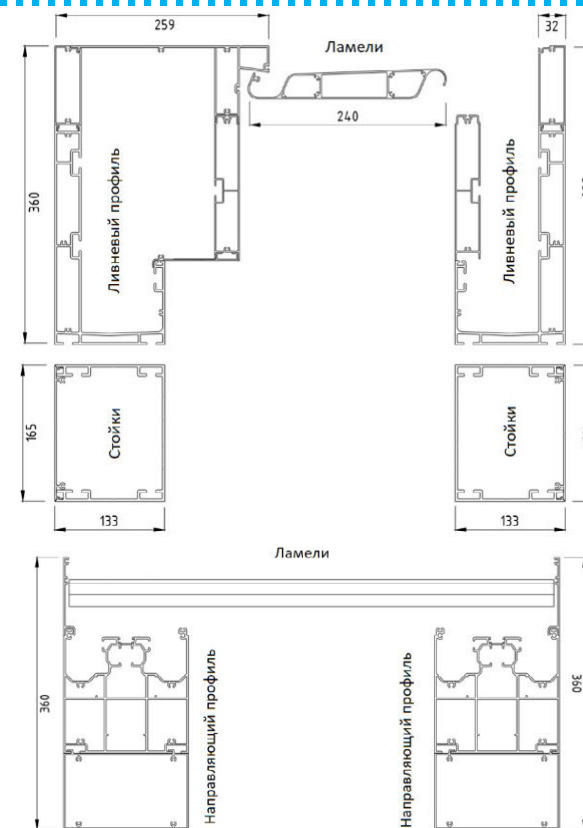 259
32
Ламели
240
360
Ливневый профиль
Ливневый профиль
165
Стойки
Стойки
133
133
Ламели
360
Направляющий профиль
Направляющий профиль
360